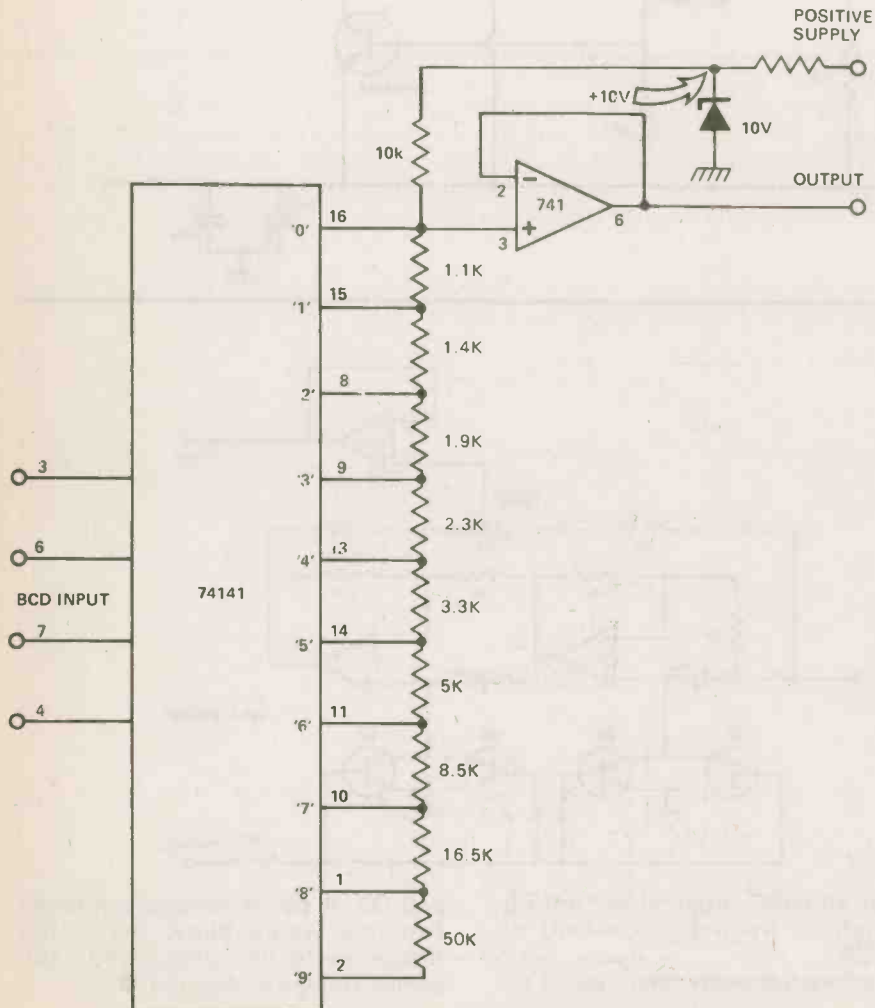 POSITIVE
SUPPLY
+10V
10V
10k
OUTPUT
2
741
6
3
'0'
16
1.1K
'1'
15
1.4K
2'
8
1.9K
3
'3'
9
2.3K
6
'4'
13
BCD INPUT
74141
3.3K
7
'5'
14
5K
4
'6'
11
8.5K
'7'
10
16.5K
'8'
1
50K
'9'
2